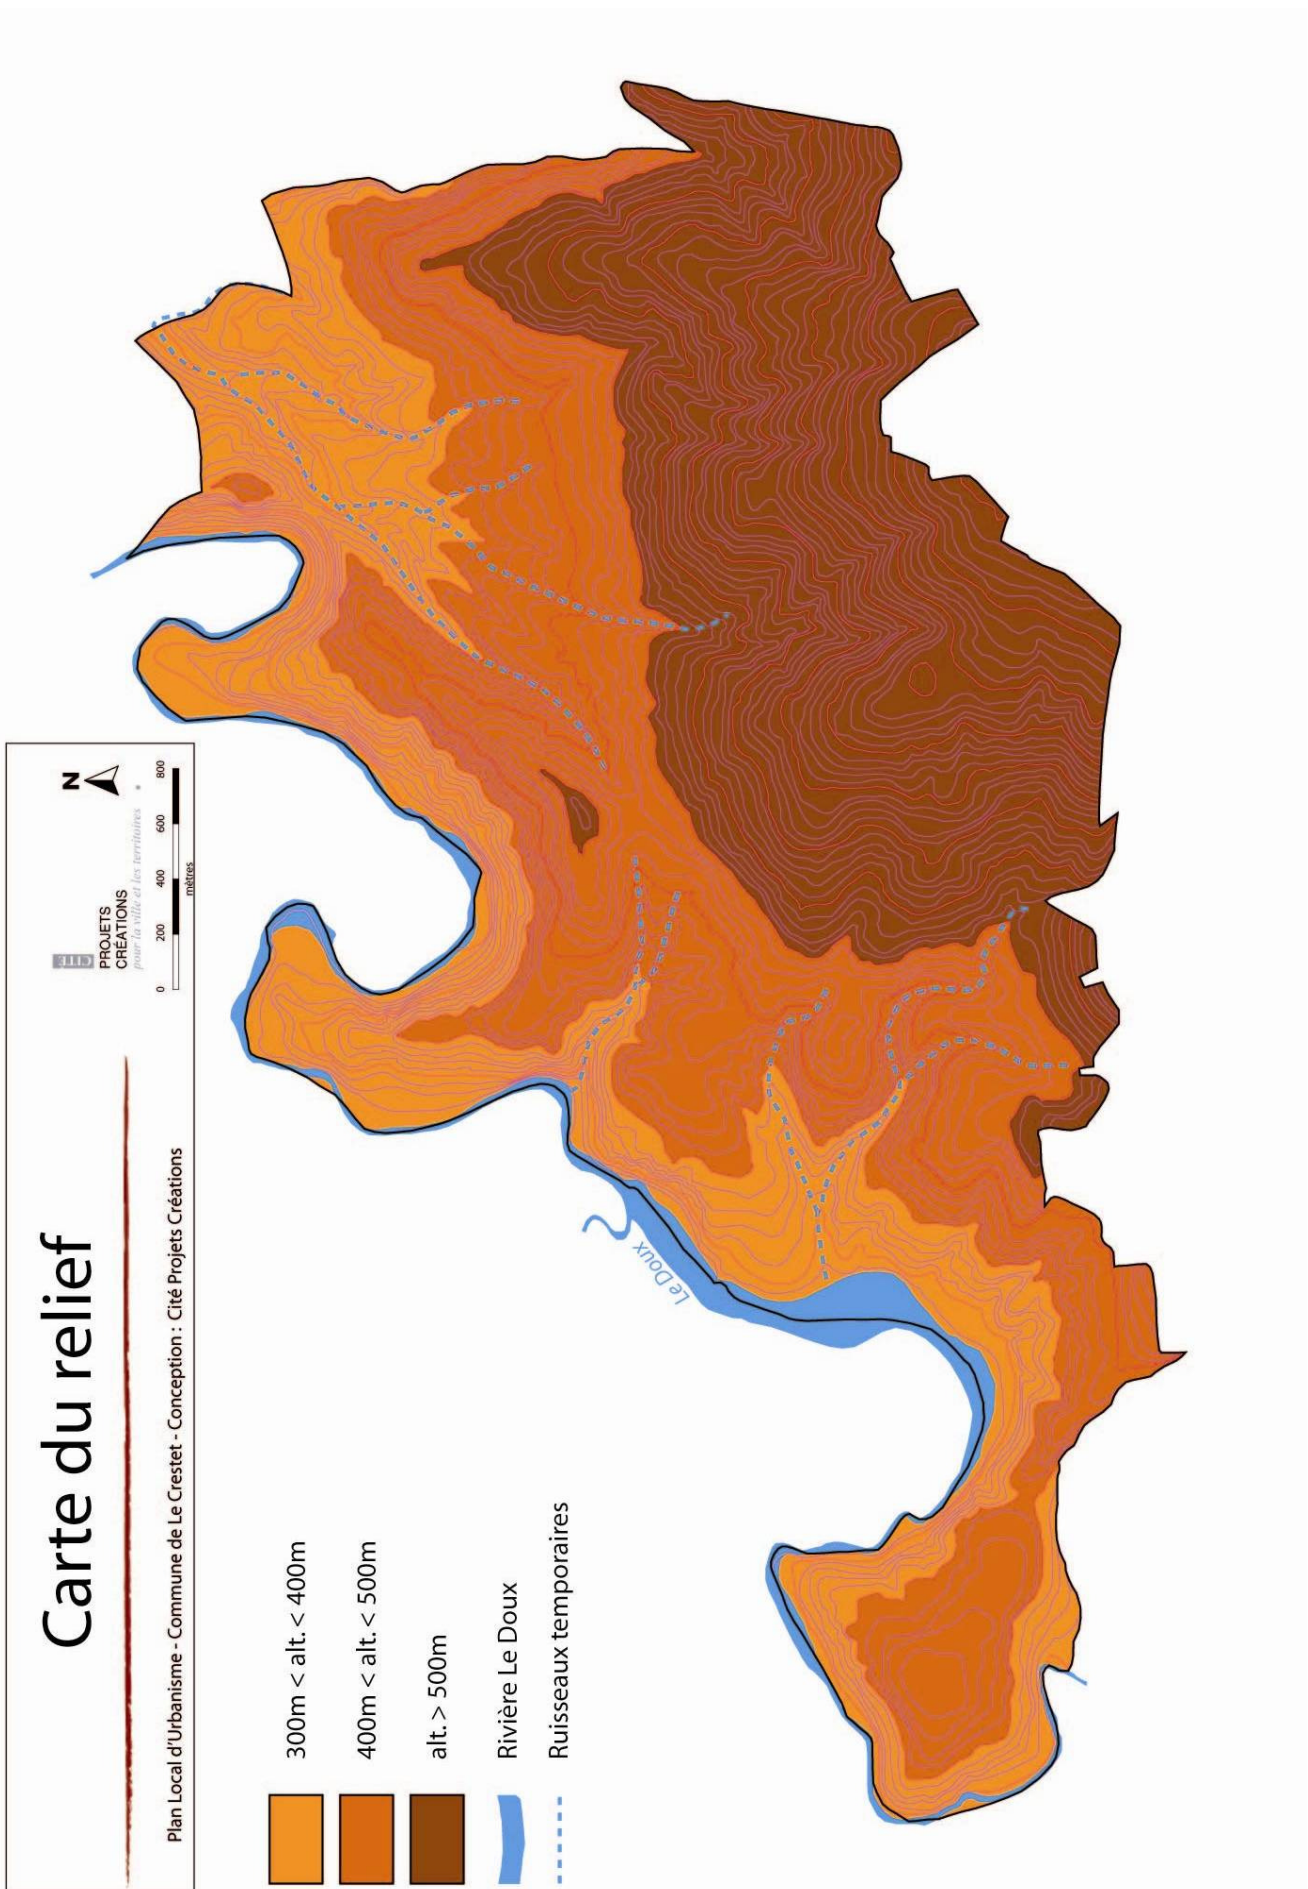 Carte du relief
Plan Local d'Urbanisme - Commune de Le Crestet - Conception : Cité Projets Créations
CITÉ
PROJETS
CRÉATIONS
pour la ville et les territoires
N
0 200 400 600 800
mètres
300m < alt. < 400m
400m < alt. < 500m
alt. > 500m
Rivière Le Doux
Ruisseaux temporaires
Le Doux